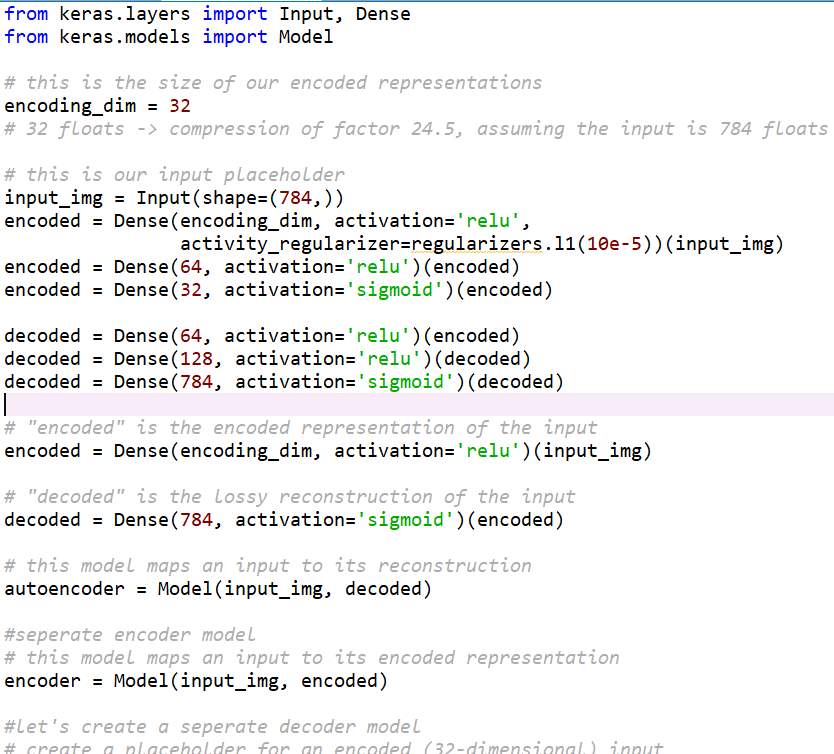 from keras.layers import Input, Dense
from keras.models import Model
# this is the size of our encoded representations
encoding_dim = 32
# 32 floats -> compression of factor 24.5, assuming the input is 784 floats
# this is our input placeholder
input_img = Input(shape=(784,))
encoded = Dense(encoding_dim, activation='relu',
                activity_regularizer=regularizers.l1(10e-5))(input_img)
encoded = Dense(64, activation='relu')(encoded)
encoded = Dense(32, activation='sigmoid')(encoded)
decoded = Dense(64, activation='relu')(encoded)
decoded = Dense(128, activation='relu')(decoded)
decoded = Dense(784, activation='sigmoid')(decoded)
# "encoded" is the encoded representation of the input
encoded = Dense(encoding_dim, activation='relu')(input_img)
# "decoded" is the lossy reconstruction of the input
decoded = Dense(784, activation='sigmoid')(encoded)
# this model maps an input to its reconstruction
autoencoder = Model(input_img, decoded)
#seperate encoder model
# this model maps an input to its encoded representation
encoder = Model(input_img, encoded)
#let's create a seperate decoder model
# create a placeholder for an encoded (32-dimensional) input